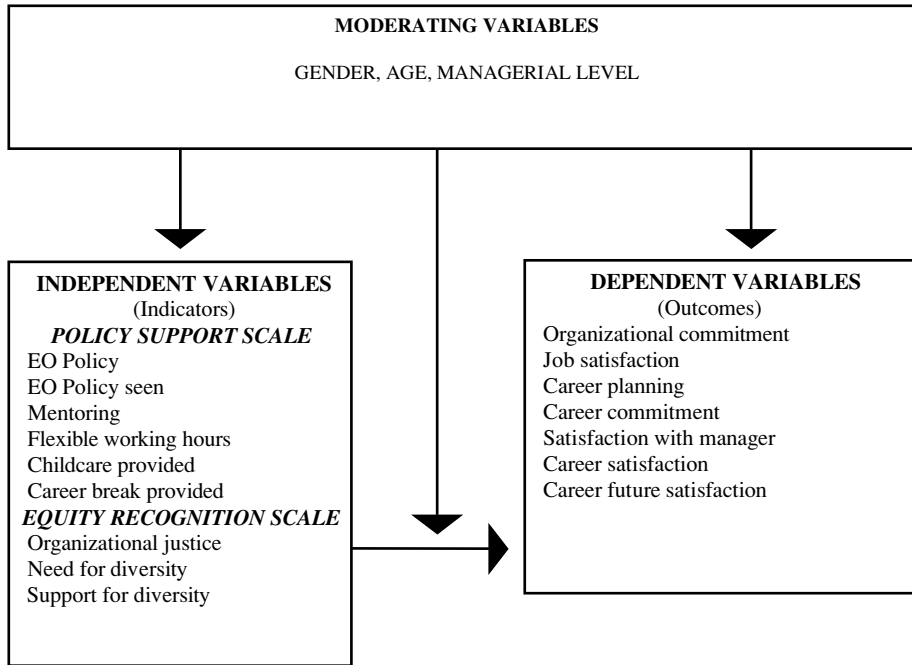 MODERATING VARIABLES
GENDER, AGE, MANAGERIAL LEVEL
INDEPENDENT VARIABLES
(Indicators)
POLICY SUPPORT SCALE
EO Policy
EO Policy seen
Mentoring
Flexible working hours
Childcare provided
Career break provided
EQUITY RECOGNITION SCALE
Organizational justice
Need for diversity
Support for diversity
DEPENDENT VARIABLES
(Outcomes)
Organizational commitment
Job satisfaction
Career planning
Career commitment
Satisfaction with manager
Career satisfaction
Career future satisfaction